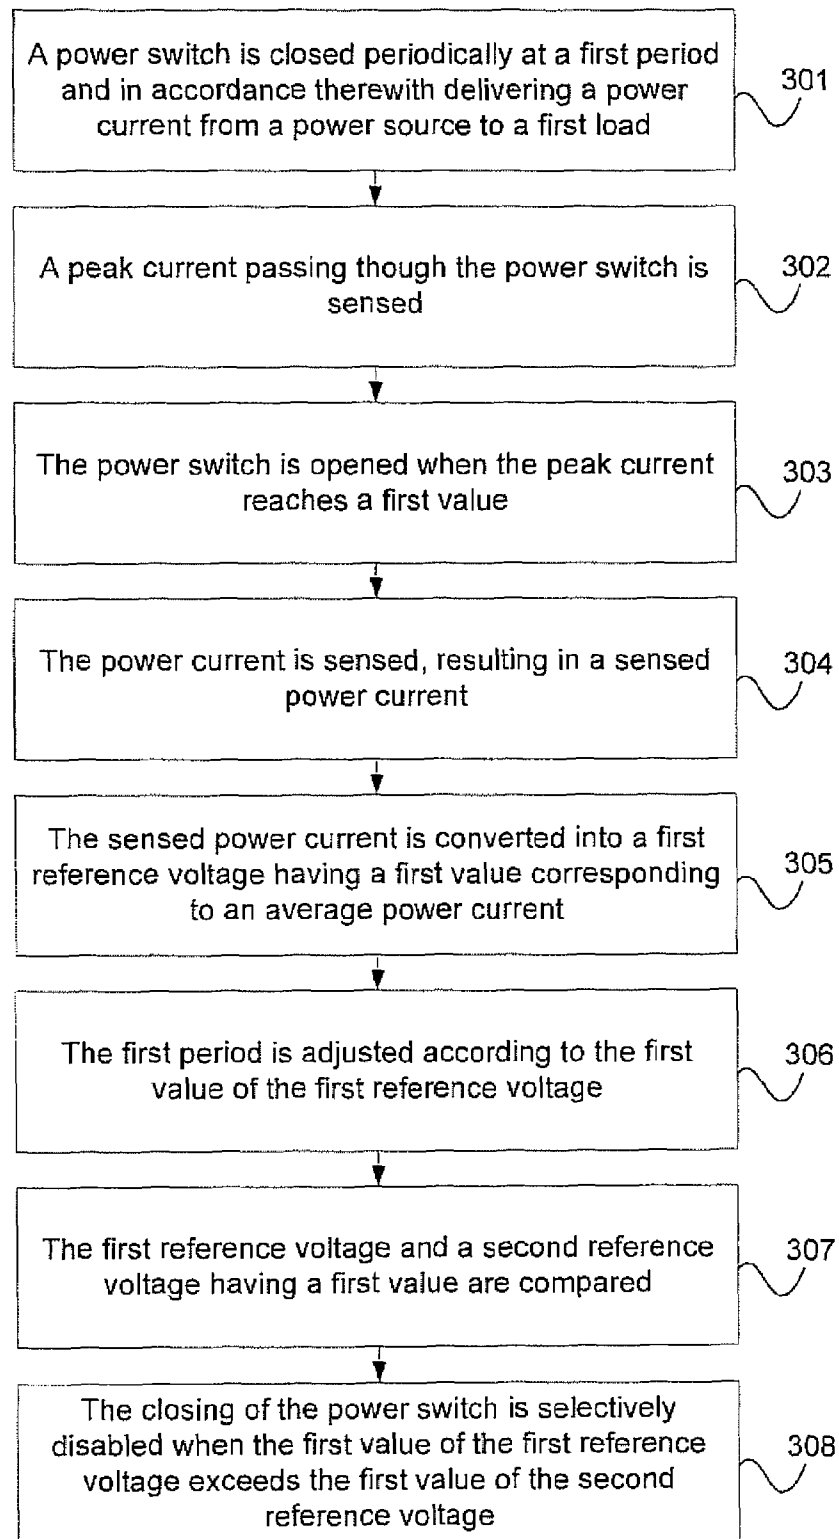 A power switch is closed periodically at a first period
and in accordance therewith delivering a power
current from a power source to a first load
301
A peak current passing though the power switch is
sensed
302
The power switch is opened when the peak current
reaches a first value
303
The power current is sensed, resulting in a sensed
power current
304
The sensed power current is converted into a first
reference voltage having a first value corresponding
to an average power current
305
The first period is adjusted according to the first
value of the first reference voltage
306
The first reference voltage and a second reference
voltage having a first value are compared
307
The closing of the power switch is selectively
disabled when the first value of the first reference
voltage exceeds the first value of the second
reference voltage
308